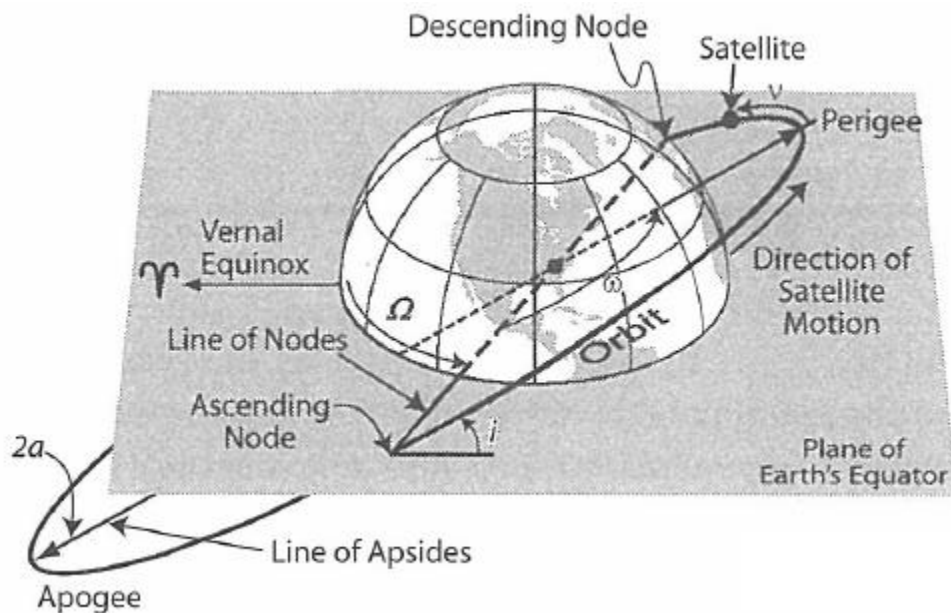 Descending Node
Satellite
ν
Perigee
Vernal
Equinox
♈
Ω
ω
Direction of
Satellite
Motion
Line of Nodes
Orbit
Ascending
Node
i
2a
Plane of
Earth's Equator
Line of Apsides
Apogee